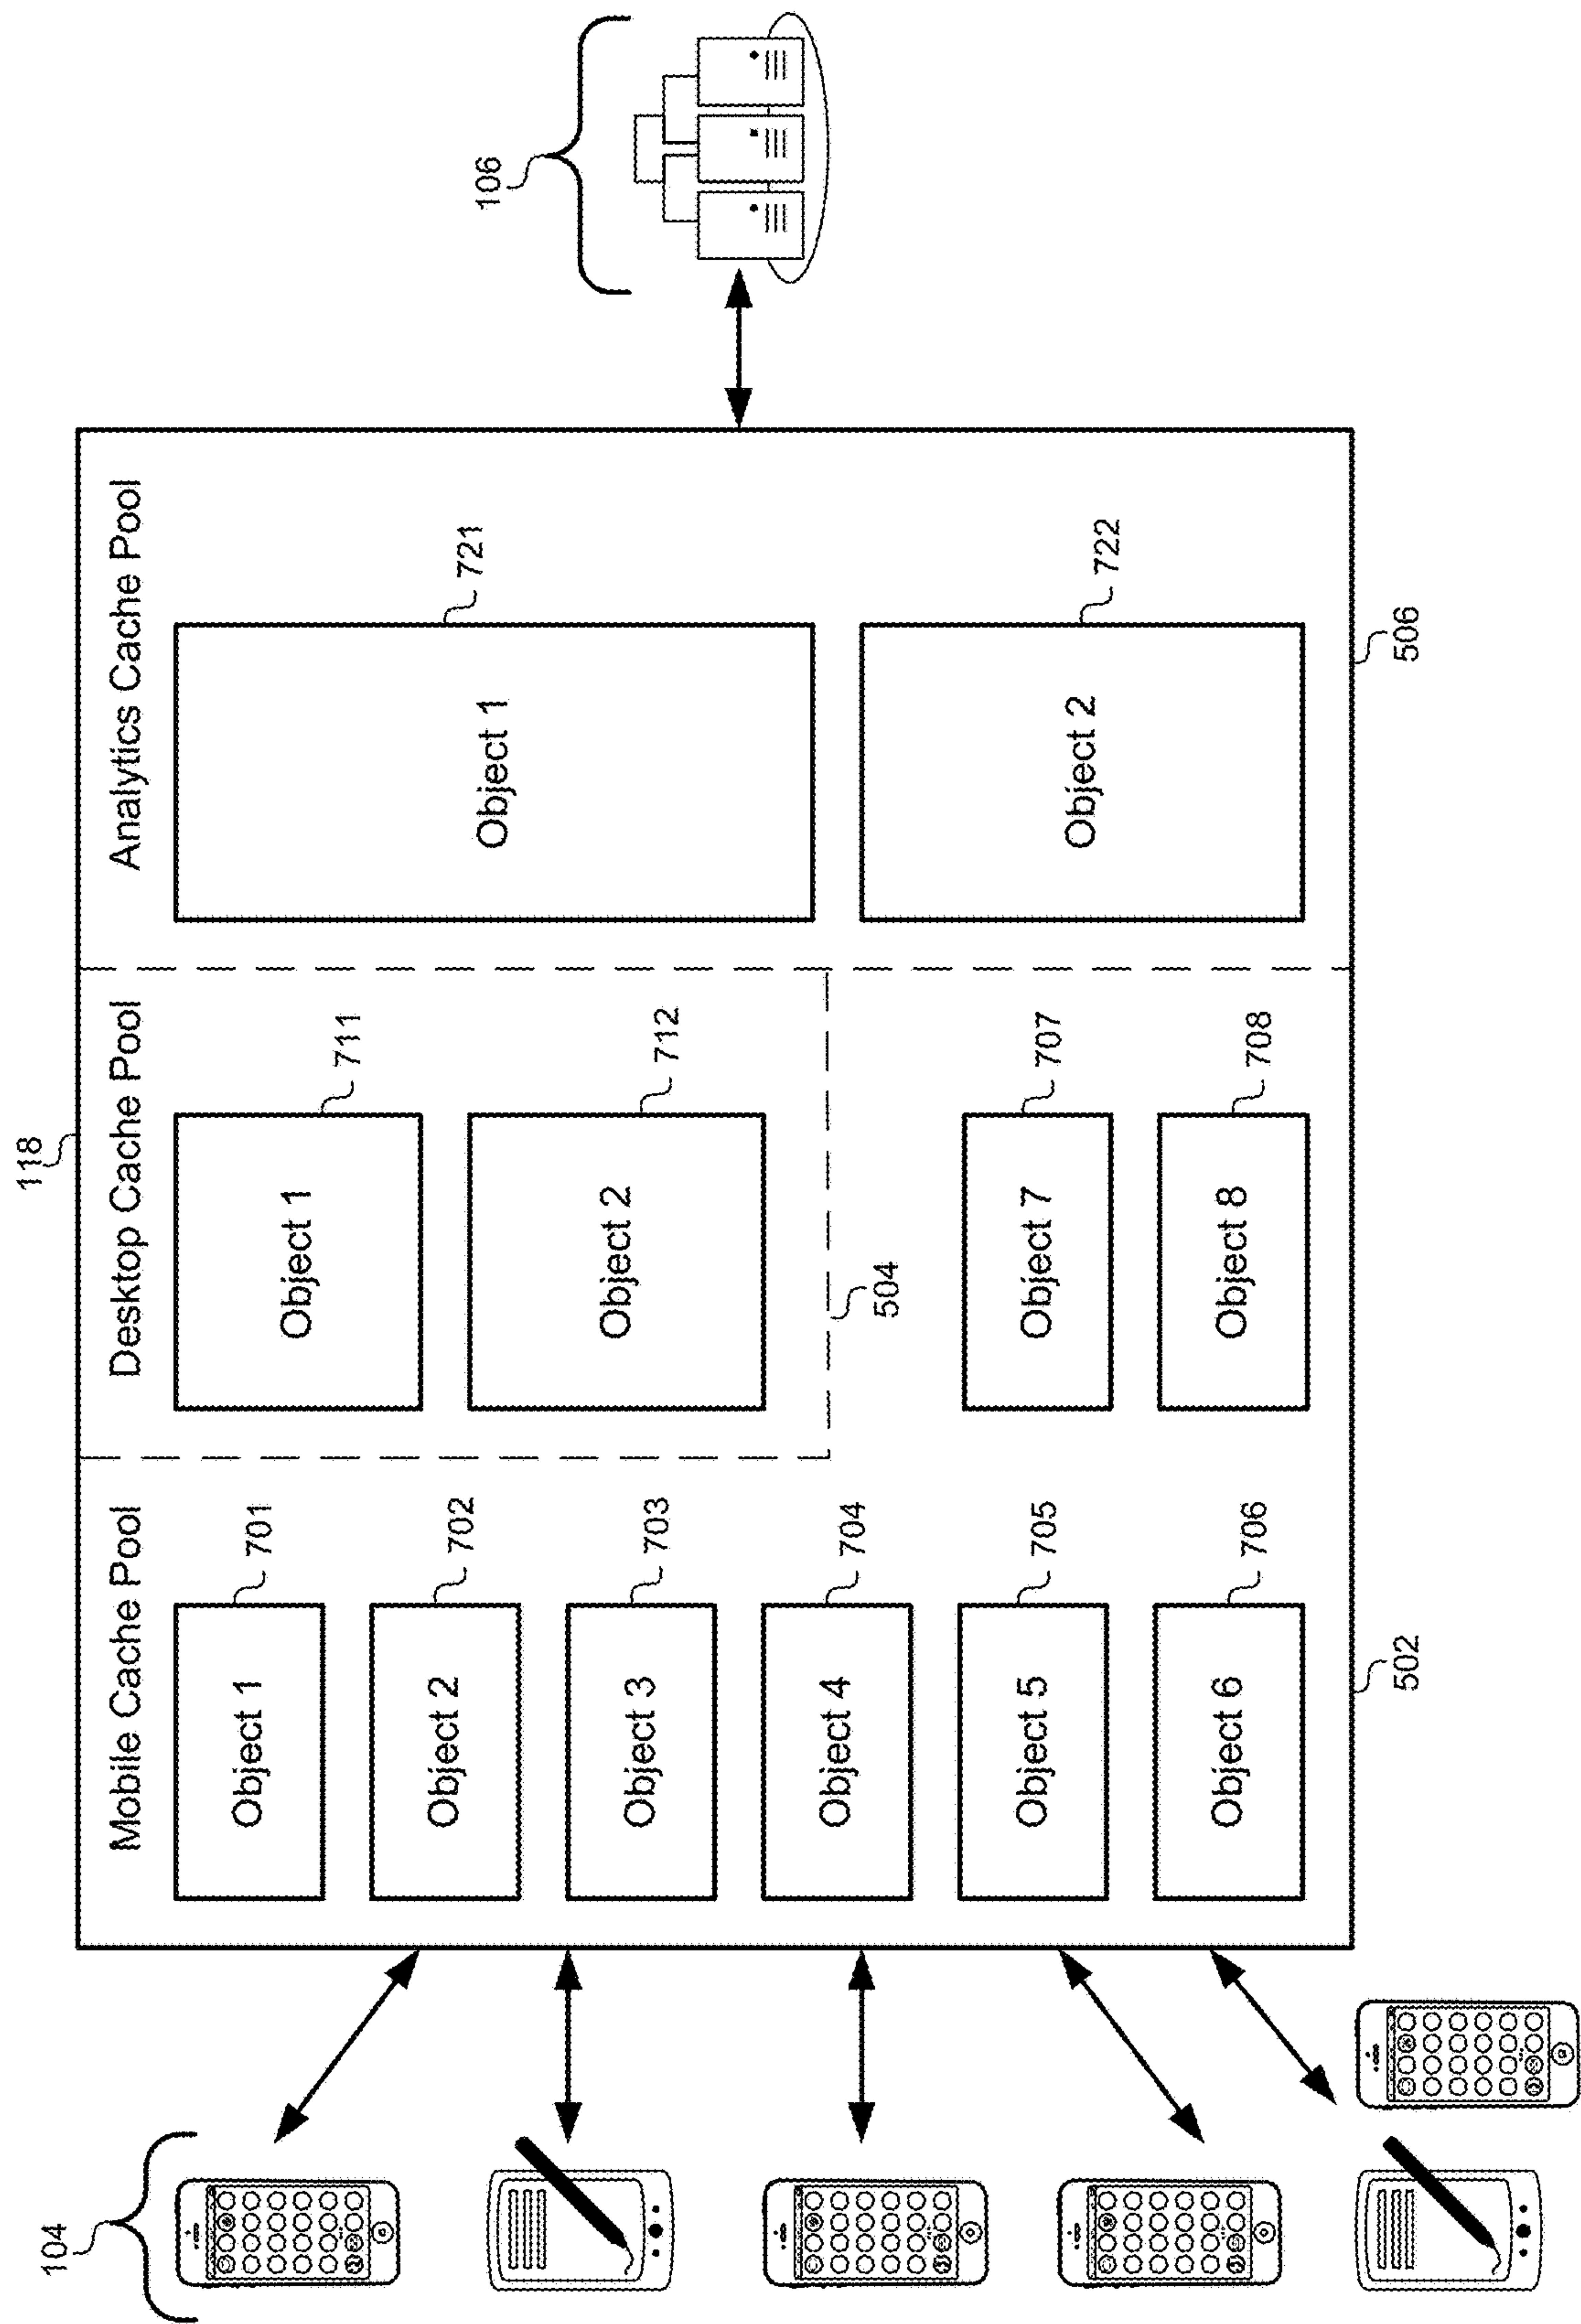 118
Mobile Cache Pool
Desktop Cache Pool
Analytics Cache Pool
104
106
Object 1
701
Object 2
702
Object 3
703
Object 4
704
Object 5
705
Object 6
706
502
Object 1
711
Object 2
712
504
Object 7
707
Object 8
708
Object 1
721
Object 2
722
506